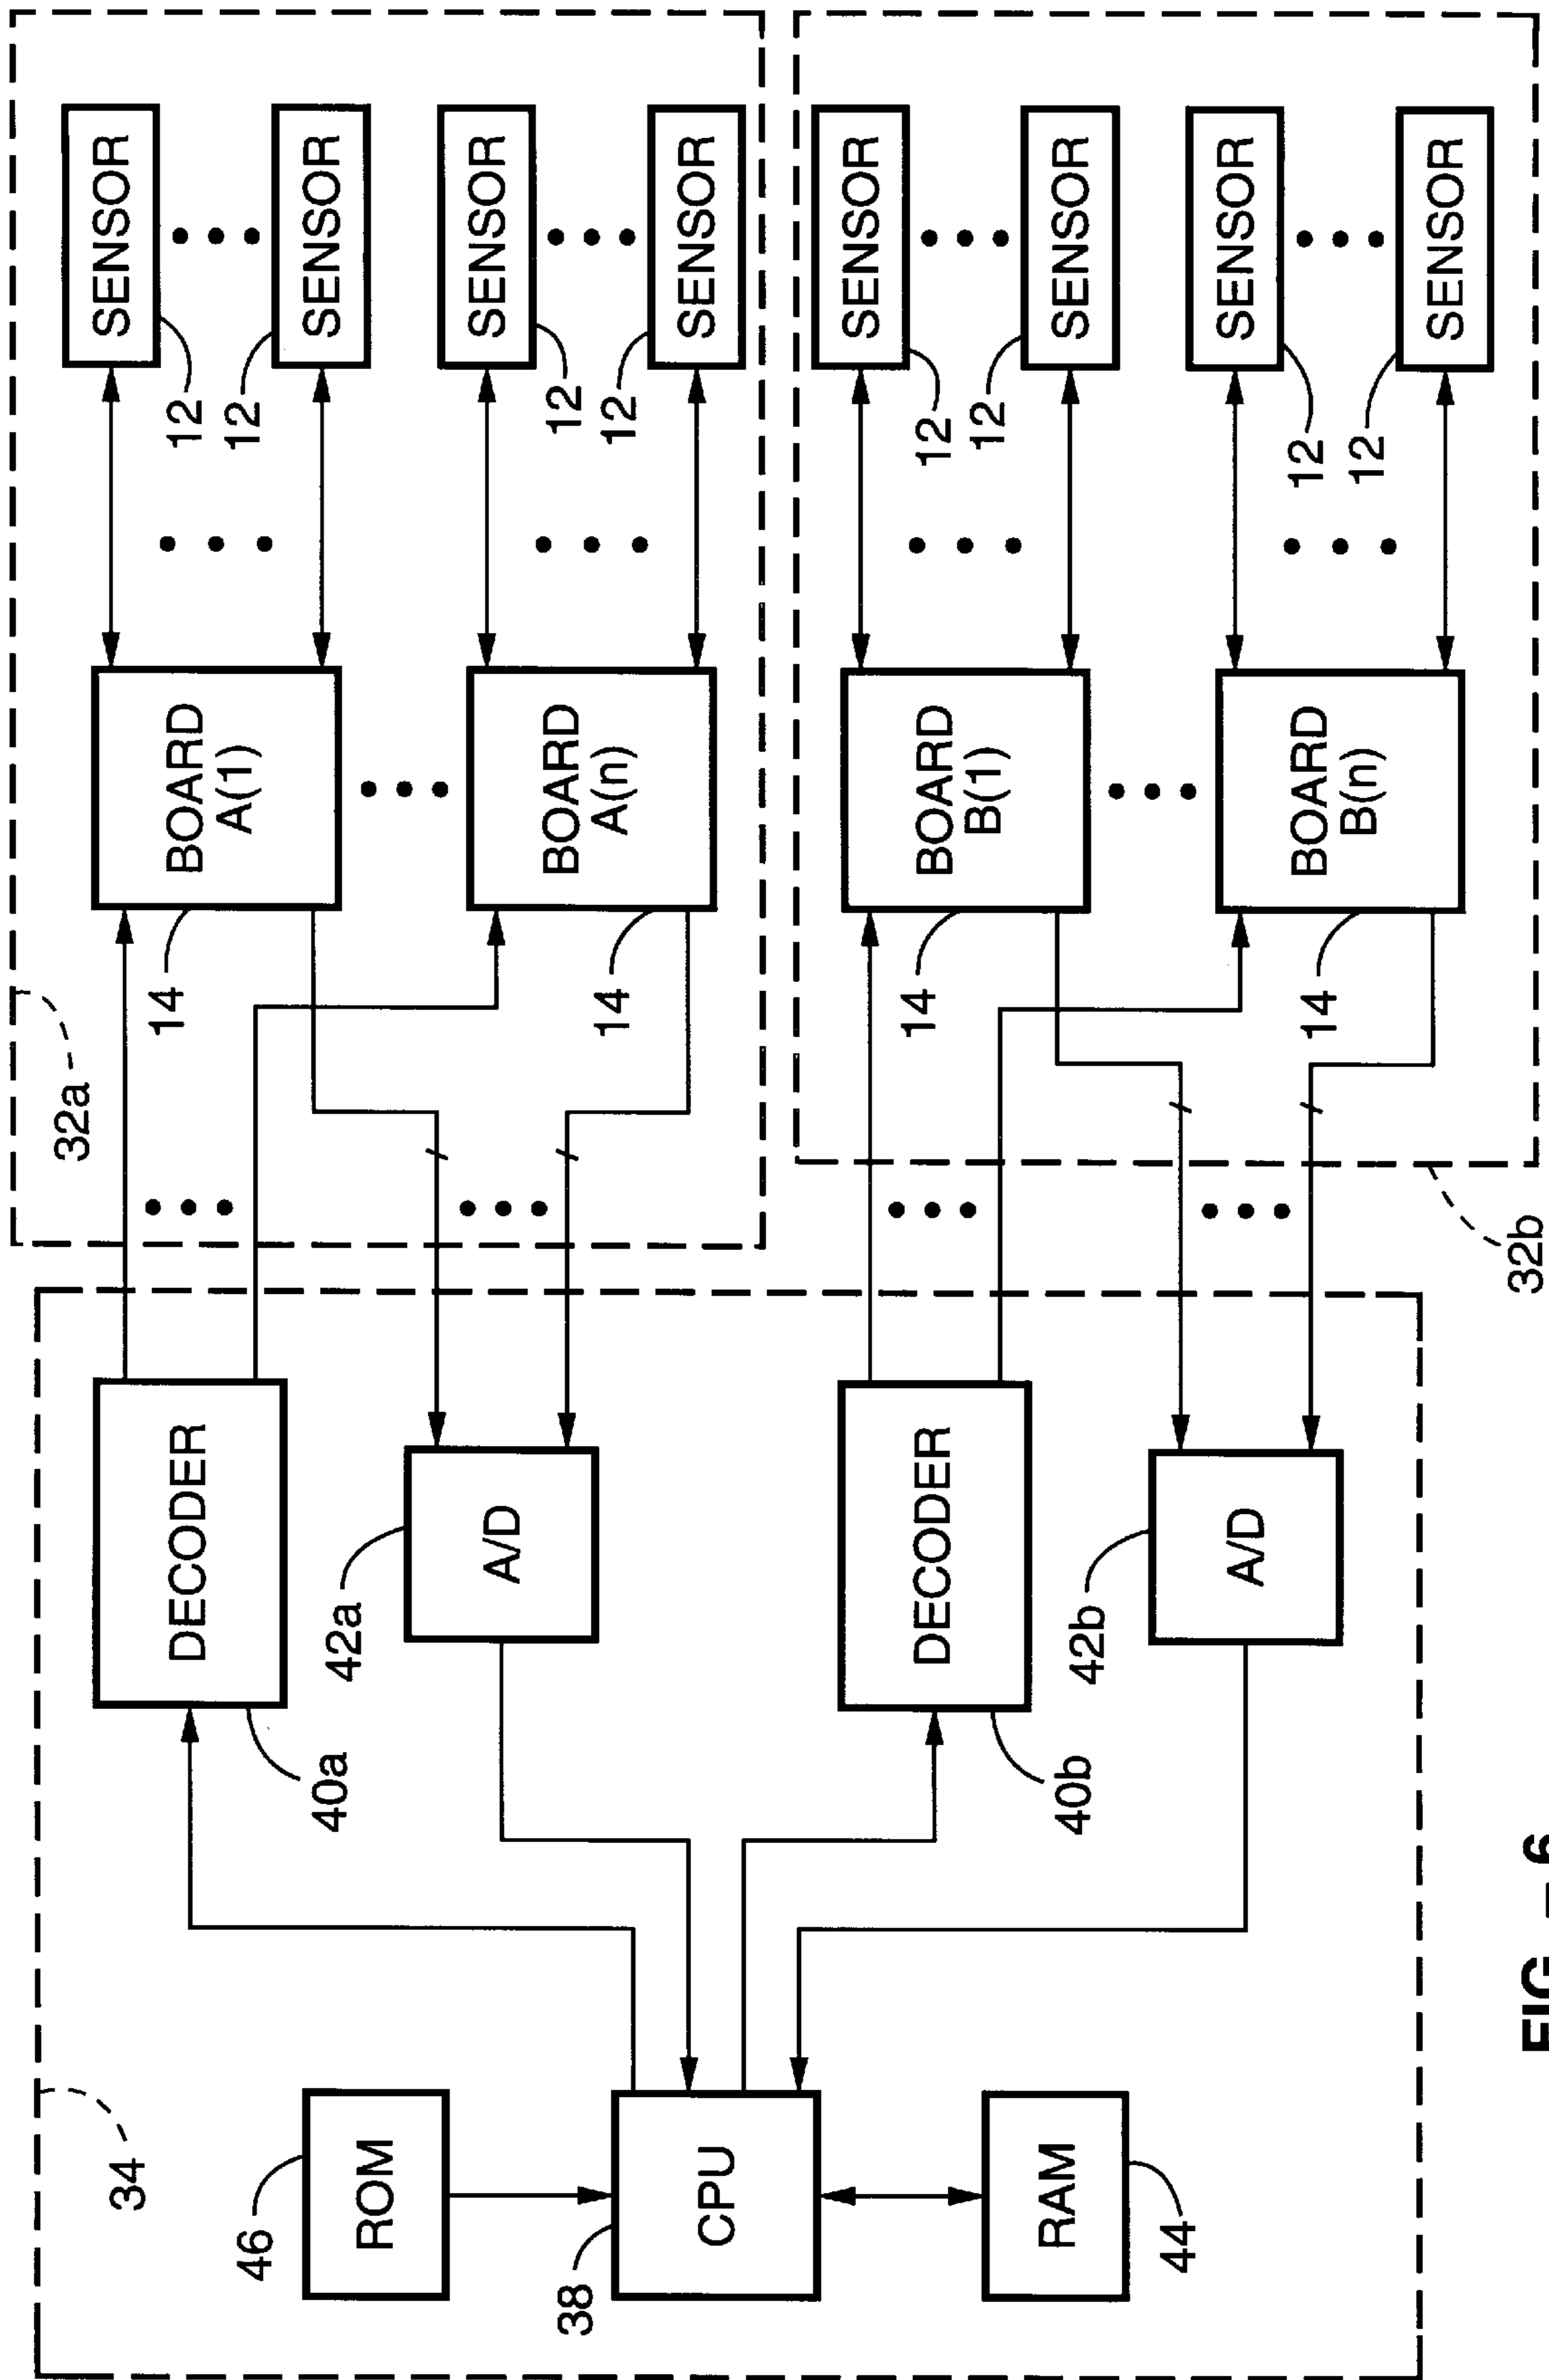 34
46
ROM
38
CPU
RAM
44
DECODER
40a
42a
A/D
DECODER
40b
42b
A/D
32a
14
BOARD
A(1)
14
BOARD
A(n)
SENSOR
12
12
SENSOR
SENSOR
12
12
SENSOR
14
BOARD
B(1)
14
BOARD
B(n)
32b
SENSOR
12
12
SENSOR
SENSOR
12
12
SENSOR
FIG. – 6